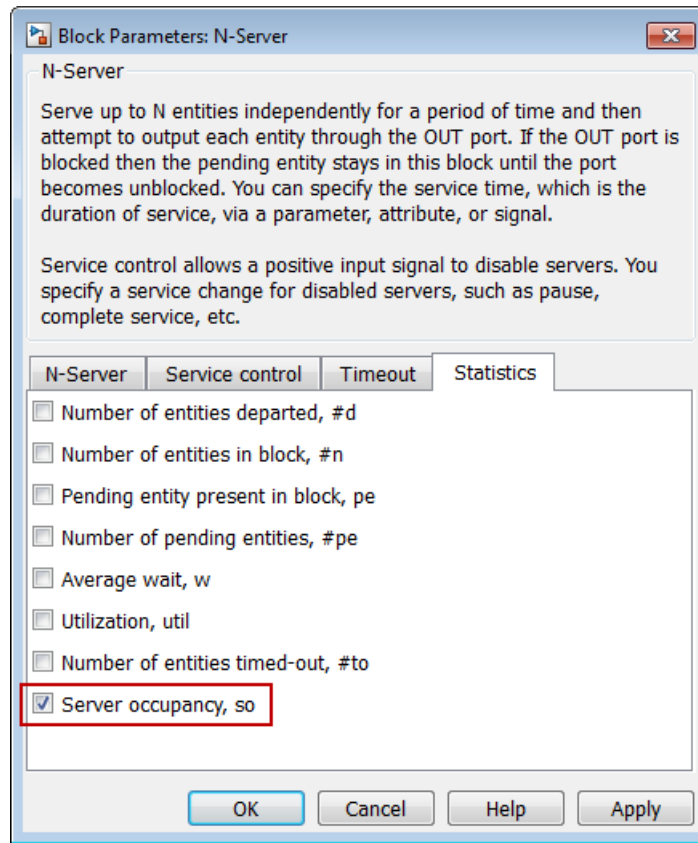 Block Parameters: N-Server
N-Server
Serve up to N entities independently for a period of time and then
attempt to output each entity through the OUT port. If the OUT port is
blocked then the pending entity stays in this block until the port
becomes unblocked. You can specify the service time, which is the
duration of service, via a parameter, attribute, or signal.
Service control allows a positive input signal to disable servers. You
specify a service change for disabled servers, such as pause,
complete service, etc.
N-Server Service control Timeout Statistics
Number of entities departed, #d
Number of entities in block, #n
Pending entity present in block, pe
Number of pending entities, #pe
Average wait, w
Utilization, util
Number of entities timed-out, #to
Server occupancy, so
OK Cancel Help Apply